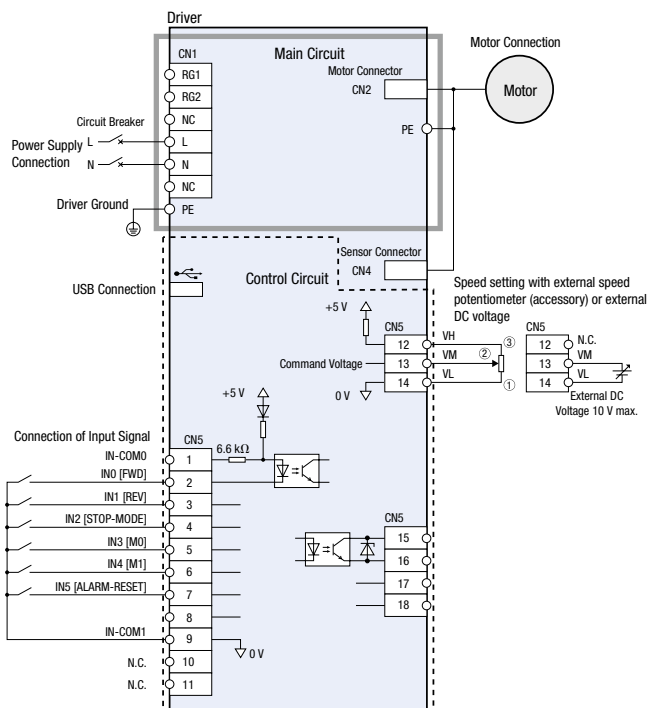 Driver
Main Circuit
CN1
RG1
RG2
NC
L
N
NC
PE
Motor Connector
CN2
PE
Motor Connection
Motor
Circuit Breaker
Power Supply
Connection
L
N
Driver Ground
Sensor Connector
CN4
Control Circuit
USB Connection
Speed setting with external speed
potentiometer (accessory) or external
DC voltage
+5 V
CN5
12
13
14
Command Voltage
0 V
VH
VM
VL
③
②
①
CN5
12
13
14
N.C.
VM
VL
External DC
Voltage 10 V max.
+5 V
6.6 kΩ
Connection of Input Signal
CN5
IN-COM0
1
IN0 [FWD]
2
IN1 [REV]
3
IN2 [STOP-MODE]
4
IN3 [M0]
5
IN4 [M1]
6
IN5 [ALARM-RESET]
7
8
IN-COM1
9
0 V
N.C.
10
N.C.
11
CN5
15
16
17
18